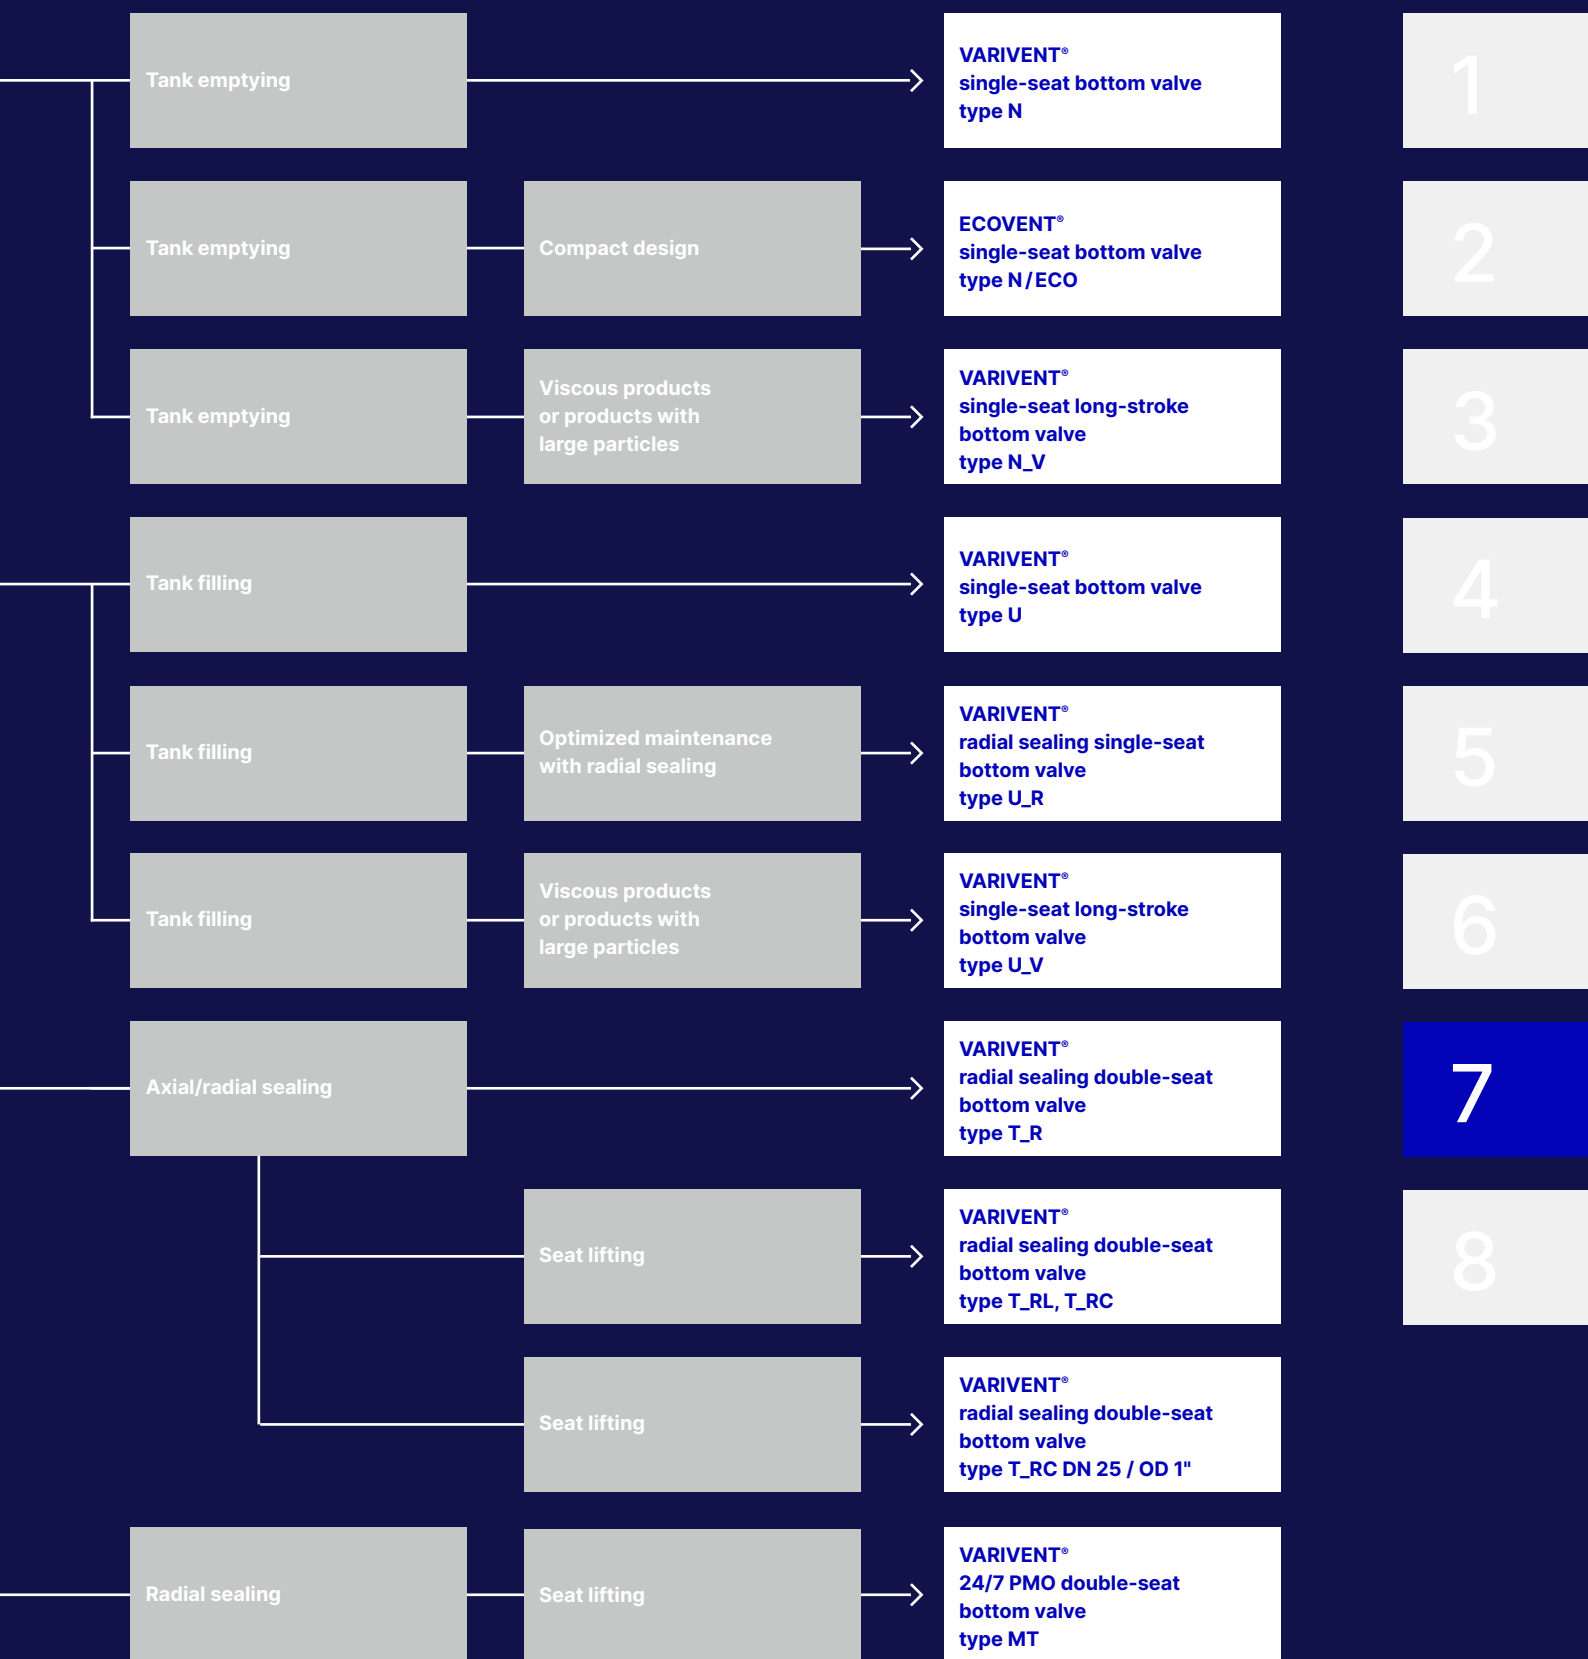 Tank emptying
VARIVENT®
single-seat bottom valve
type N
1
Tank emptying
Compact design
ECOVENT®
single-seat bottom valve
type N/ECO
2
Tank emptying
Viscous products
or products with
large particles
VARIVENT®
single-seat long-stroke
bottom valve
type N_V
3
Tank filling
VARIVENT®
single-seat bottom valve
type U
4
Tank filling
Optimized maintenance
with radial sealing
VARIVENT®
radial sealing single-seat
bottom valve
type U_R
5
Tank filling
Viscous products
or products with
large particles
VARIVENT®
single-seat long-stroke
bottom valve
type U_V
6
Axial/radial sealing
VARIVENT®
radial sealing double-seat
bottom valve
type T_R
7
Seat lifting
VARIVENT®
radial sealing double-seat
bottom valve
type T_RL, T_RC
8
Seat lifting
VARIVENT®
radial sealing double-seat
bottom valve
type T_RC DN 25 / OD 1"
Radial sealing
Seat lifting
VARIVENT®
24/7 PMO double-seat
bottom valve
type MT